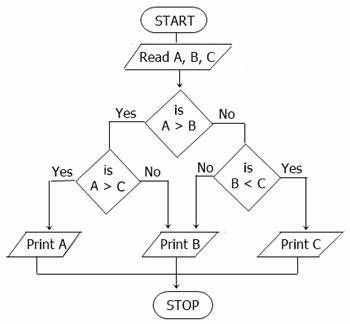 START
Read A, B, C
is
A > B
Yes
No
is
A > C
Yes
No
is
B < C
No
Yes
Print A
Print B
Print C
STOP